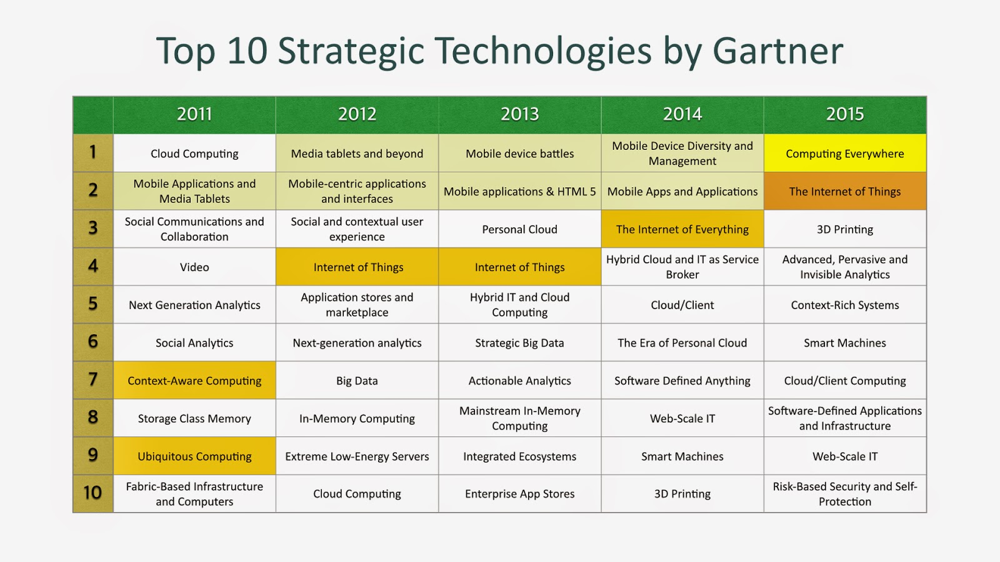 Top 10 Strategic Technologies by Gartner
2011 2012 2013 2014 2015
1 Cloud Computing Media tablets and beyond Mobile device battles Mobile Device Diversity and Management Computing Everywhere
2 Mobile Applications and Media Tablets Mobile-centric applications and interfaces Mobile applications & HTML 5 Mobile Apps and Applications The Internet of Things
3 Social Communications and Collaboration Social and contextual user experience Personal Cloud The Internet of Everything 3D Printing
4 Video Internet of Things Internet of Things Hybrid Cloud and IT as Service Broker Advanced, Pervasive and Invisible Analytics
5 Next Generation Analytics Application stores and marketplace Hybrid IT and Cloud Computing Cloud/Client Context-Rich Systems
6 Social Analytics Next-generation analytics Strategic Big Data The Era of Personal Cloud Smart Machines
7 Context-Aware Computing Big Data Actionable Analytics Software Defined Anything Cloud/Client Computing
8 Storage Class Memory In-Memory Computing Mainstream In-Memory Computing Web-Scale IT Software-Defined Applications and Infrastructure
9 Ubiquitous Computing Extreme Low-Energy Servers Integrated Ecosystems Smart Machines Web-Scale IT
10 Fabric-Based Infrastructure and Computers Cloud Computing Enterprise App Stores 3D Printing Risk-Based Security and Self-Protection